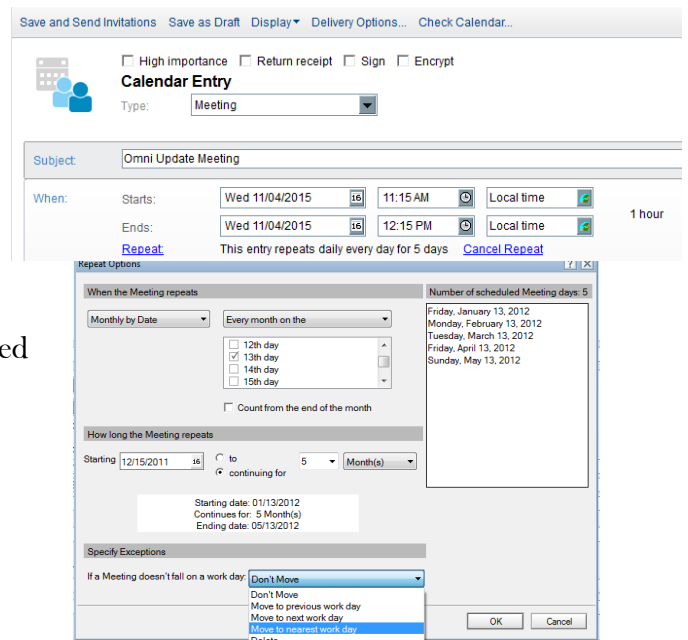 Save and Send Invitations Save as Draft Display Delivery Options... Check Calendar...
High importance Return receipt Sign Encrypt
Calendar Entry
Type: Meeting
Subject: Omni Update Meeting
When: Starts: Wed 11/04/2015 16 11:15 AM Local time
1 hour
Ends: Wed 11/04/2015 16 12:15 PM Local time
Repeat: This entry repeats daily every day for 5 days Cancel Repeat
Repeat Options ? X
When the Meeting repeats Number of scheduled Meeting days: 5
Monthly by Date Every month on the
Friday, January 13, 2012
Monday, February 13, 2012
Tuesday, March 13, 2012
Friday, April 13, 2012
Sunday, May 13, 2012
12th day
13th day
14th day
15th day
ed
Count from the end of the month
How long the Meeting repeats
Starting 12/15/2011 16 to
continuing for 5 Month(s)
Starting date: 01/13/2012
Continues for: 5 Month(s)
Ending date: 05/13/2012
Specify Exceptions
If a Meeting doesn't fall on a work day: Don't Move
Don't Move
Move to previous work day
Move to next work day
Move to nearest work day
Delete
OK Cancel